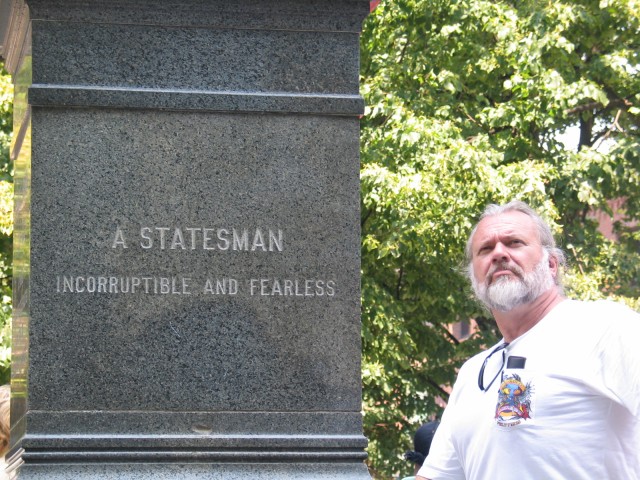 A STATESMAN
INCORRUPTIBLE AND FEARLESS